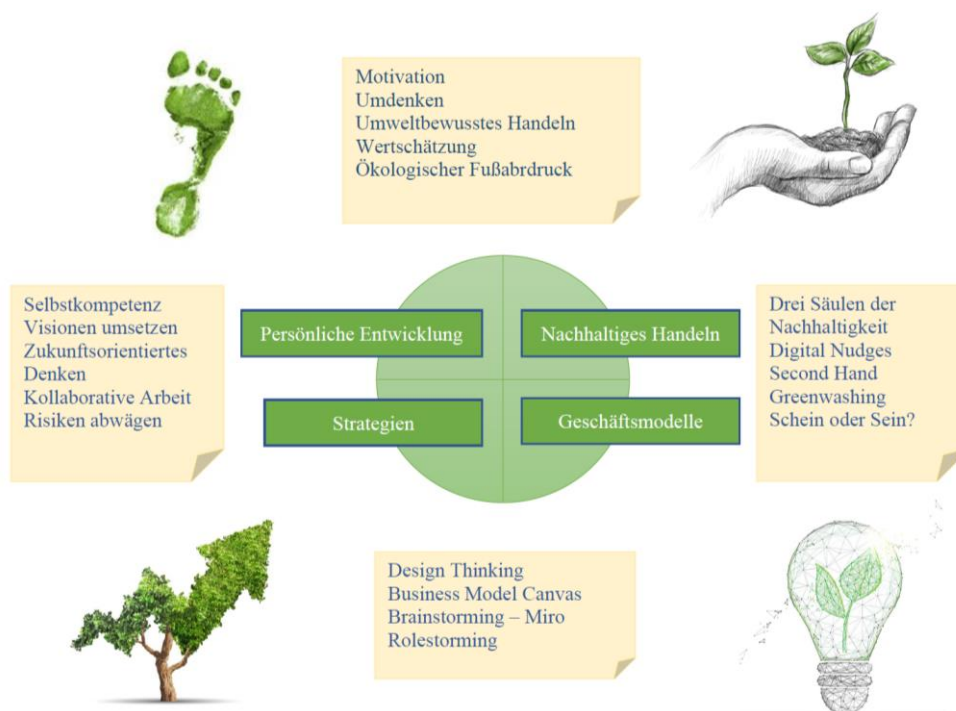 Motivation
Umdenken
Umweltbewusstes Handeln
Wertschätzung
Ökologischer Fußabrdruck
Selbstkompetenz
Visionen umsetzen
Zukunftsorientiertes
Denken
Kollaborative Arbeit
Risiken abwägen
Persönliche Entwicklung
Nachhaltiges Handeln
Strategien
Geschäftsmodelle
Drei Säulen der
Nachhaltigkeit
Digital Nudges
Second Hand
Greenwashing
Schein oder Sein?
Design Thinking
Business Model Canvas
Brainstorming – Miro
Rolestorming